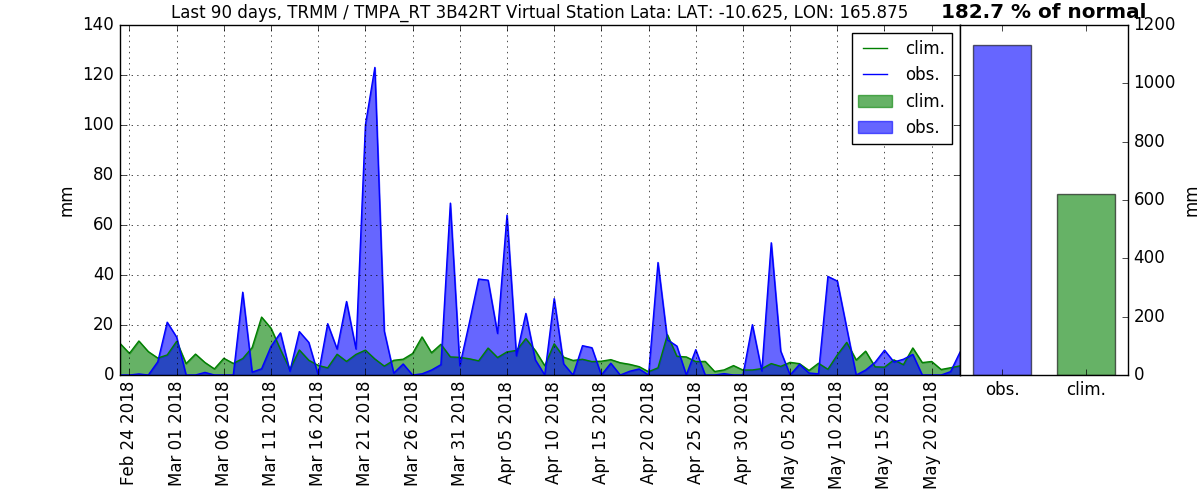 Last 90 days, TRMM / TMPA_RT 3B42RT Virtual Station Lata: LAT: -10.625, LON: 165.875
182.7 % of normal
140
120
100
80
60
40
20
0
mm
clim.
obs.
clim.
obs.
Feb 24 2018
Mar 01 2018
Mar 06 2018
Mar 11 2018
Mar 16 2018
Mar 21 2018
Mar 26 2018
Mar 31 2018
Apr 05 2018
Apr 10 2018
Apr 15 2018
Apr 20 2018
Apr 25 2018
Apr 30 2018
May 05 2018
May 10 2018
May 15 2018
May 20 2018
1200
1000
800
600
400
200
0
mm
obs.
clim.